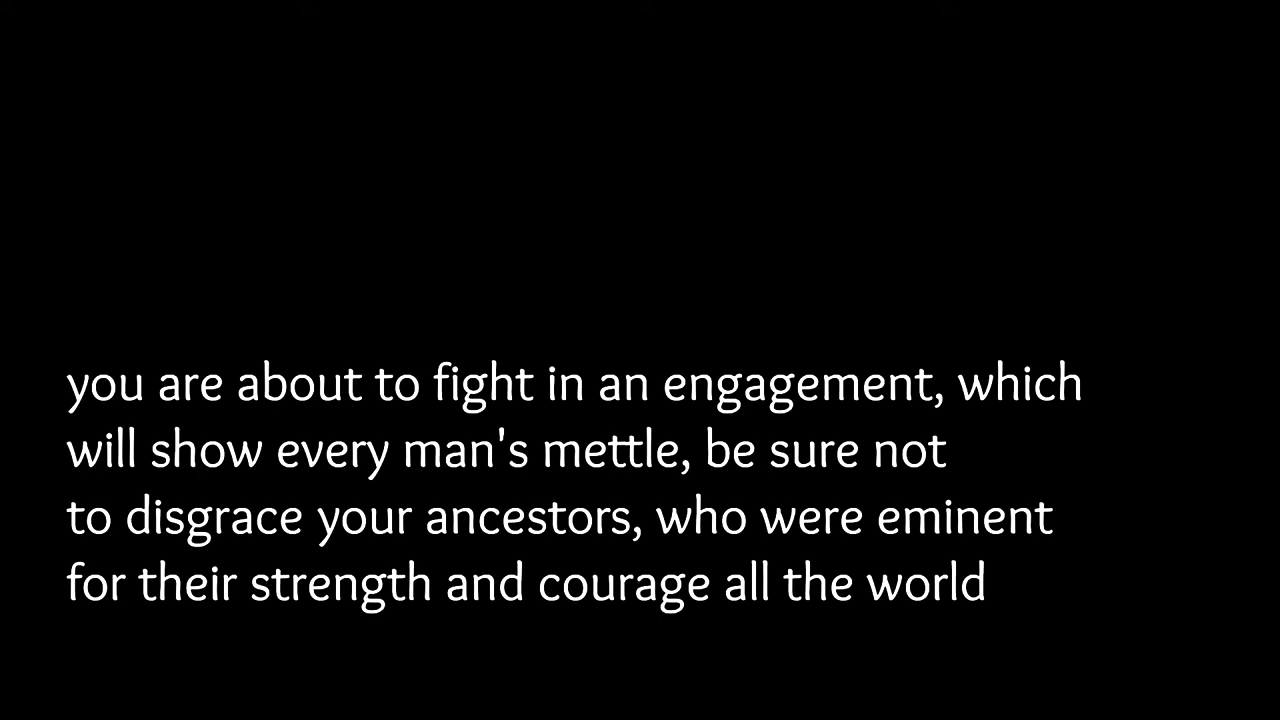 you are about to fight in an engagement, which
will show every man's mettle, be sure not
to disgrace your ancestors, who were eminent
for their strength and courage all the world